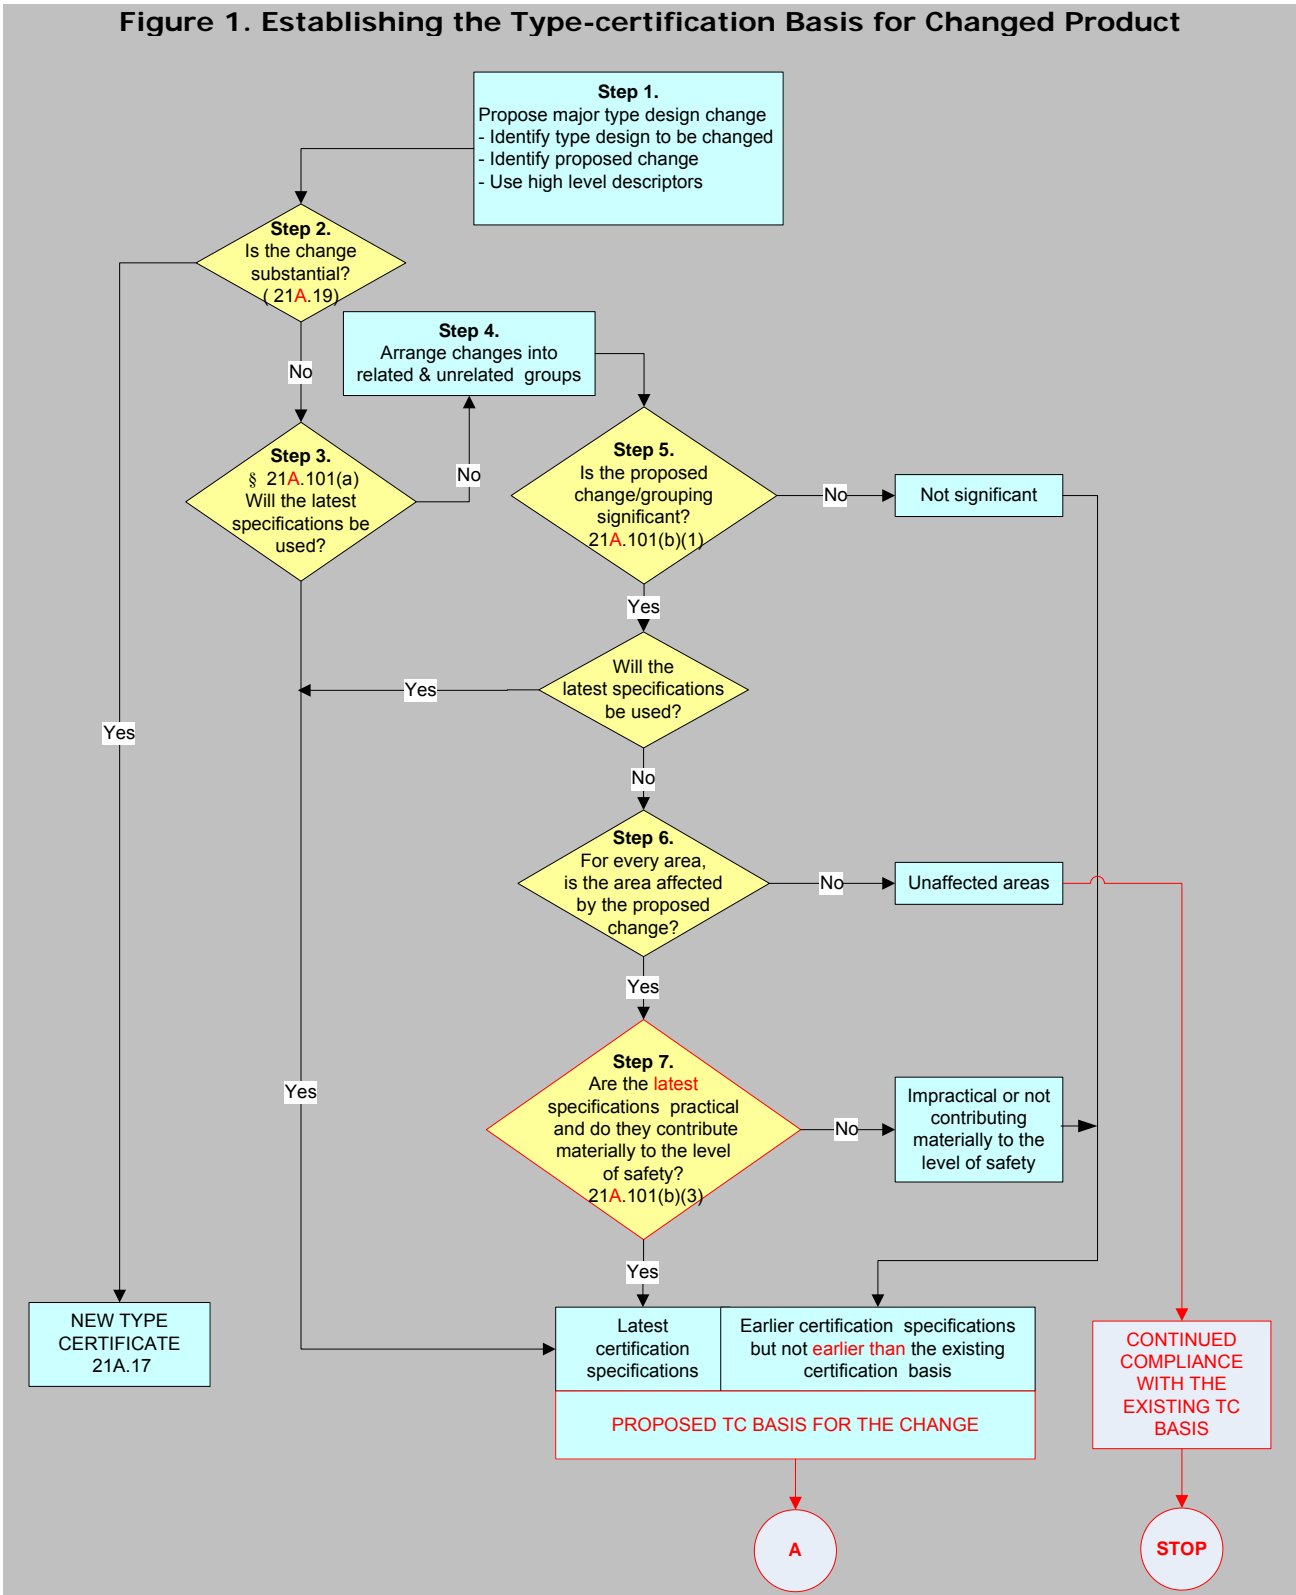 Figure 1. Establishing the Type-certification Basis for Changed Product
Step 1.
Propose major type design change
- Identify type design to be changed
- Identify proposed change
- Use high level descriptors
Step 2.
Is the change
substantial?
( 21A.19)
No
Step 3.
§ 21A.101(a)
Will the latest
specifications be
used?
No
Step 4.
Arrange changes into
related & unrelated groups
Step 5.
Is the proposed
change/grouping
significant?
21A.101(b)(1)
No
Not significant
Yes
Will the
latest specifications
be used?
Yes
Yes
No
Step 6.
For every area,
is the area affected
by the proposed
change?
No
Unaffected areas
Yes
Step 7.
Are the latest
specifications practical
and do they contribute
materially to the level
of safety?
21A.101(b)(3)
No
Impractical or not
contributing
materially to the
level of safety
Yes
Yes
NEW TYPE
CERTIFICATE
21A.17
Latest
certification
specifications
Earlier certification specifications
but not earlier than the existing
certification basis
PROPOSED TC BASIS FOR THE CHANGE
CONTINUED
COMPLIANCE
WITH THE
EXISTING TC
BASIS
A
STOP